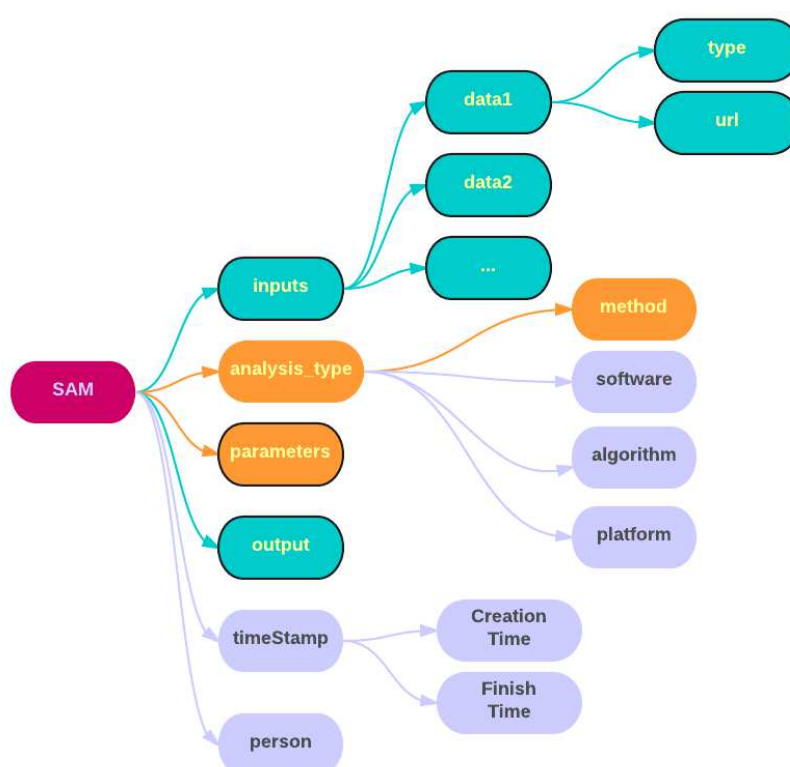 type
data1
url
data2
...
inputs
method
analysis_type
software
SAM
parameters
algorithm
platform
output
Creation
Time
timeStamp
Finish
Time
person